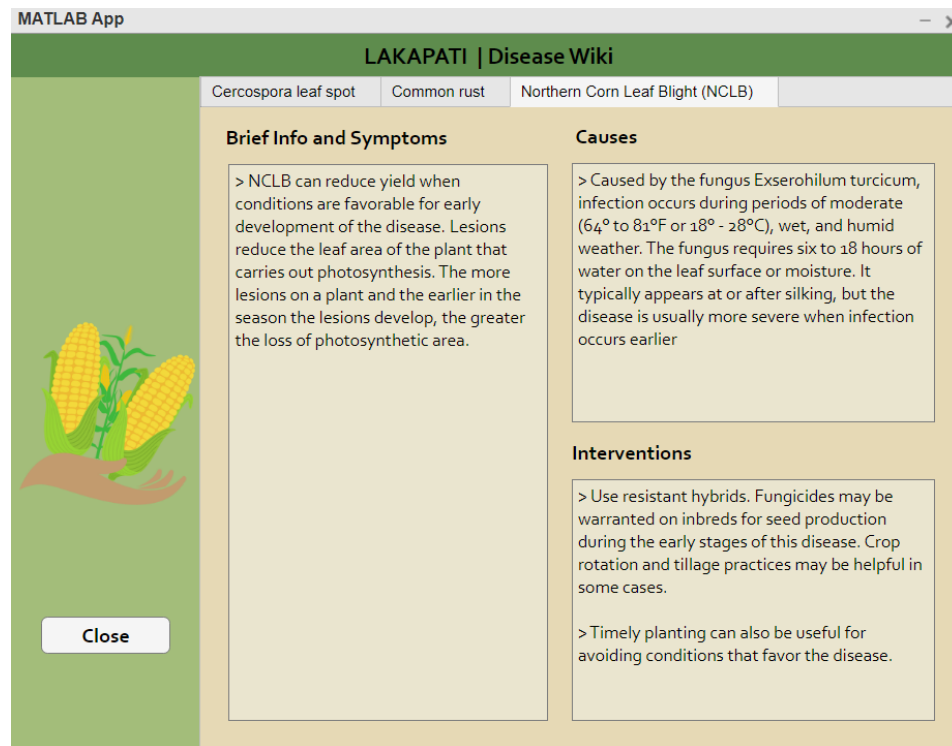 MATLAB App
LAKAPATI | Disease Wiki
Cercospora leaf spot
Common rust
Northern Corn Leaf Blight (NCLB)
Brief Info and Symptoms
> NCLB can reduce yield when
conditions are favorable for early
development of the disease. Lesions
reduce the leaf area of the plant that
carries out photosynthesis. The more
lesions on a plant and the earlier in the
season the lesions develop, the greater
the loss of photosynthetic area.
Causes
> Caused by the fungus Exserohilum turcicum,
infection occurs during periods of moderate
(64° to 81°F or 18° - 28°C), wet, and humid
weather. The fungus requires six to 18 hours of
water on the leaf surface or moisture. It
typically appears at or after silking, but the
disease is usually more severe when infection
occurs earlier
Interventions
> Use resistant hybrids. Fungicides may be
warranted on inbreds for seed production
during the early stages of this disease. Crop
rotation and tillage practices may be helpful in
some cases.
> Timely planting can also be useful for
avoiding conditions that favor the disease.
Close